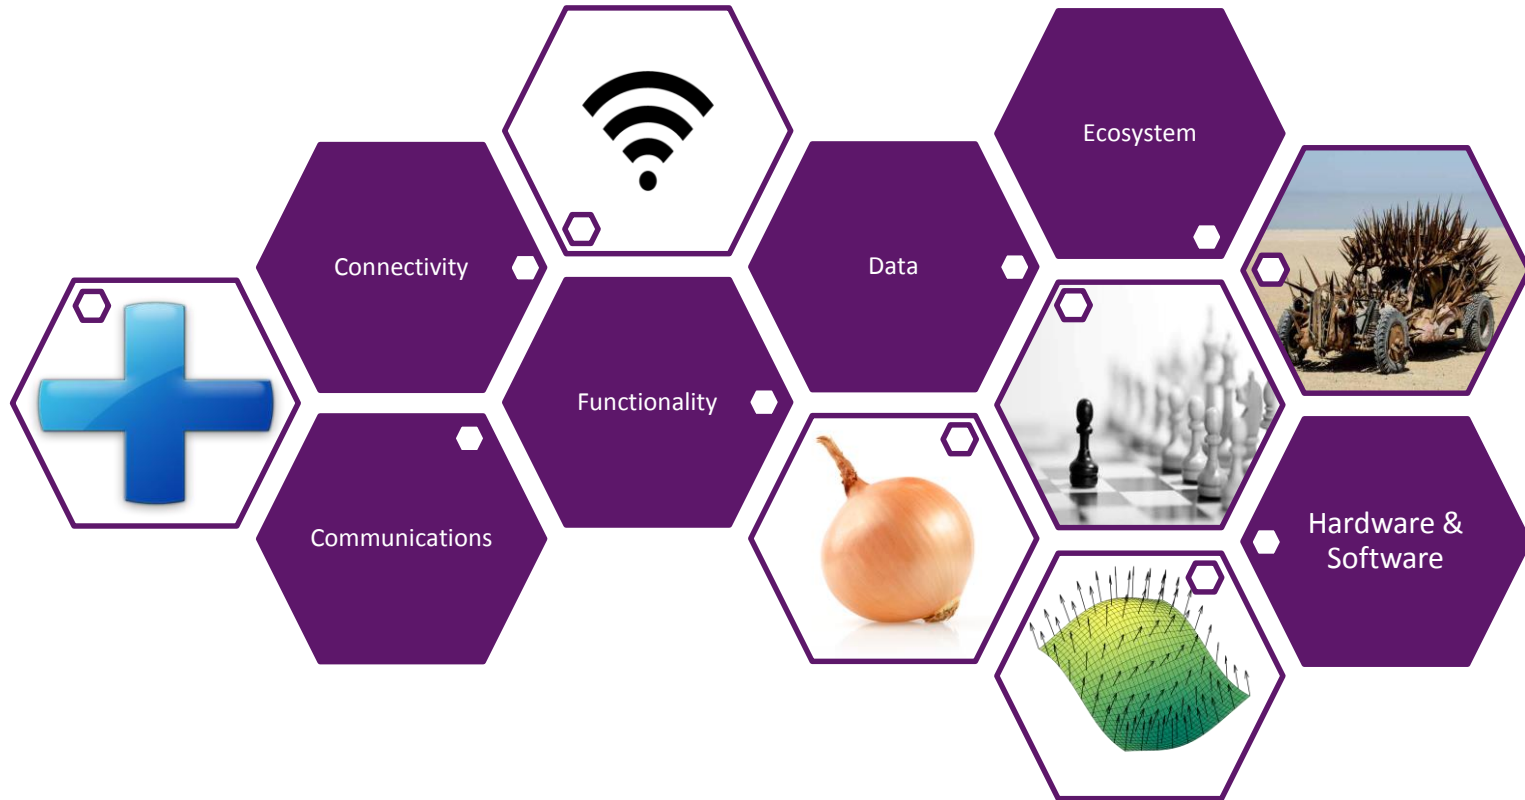 Ecosystem
Connectivity
Data
Functionality
Communications
Hardware &
Software